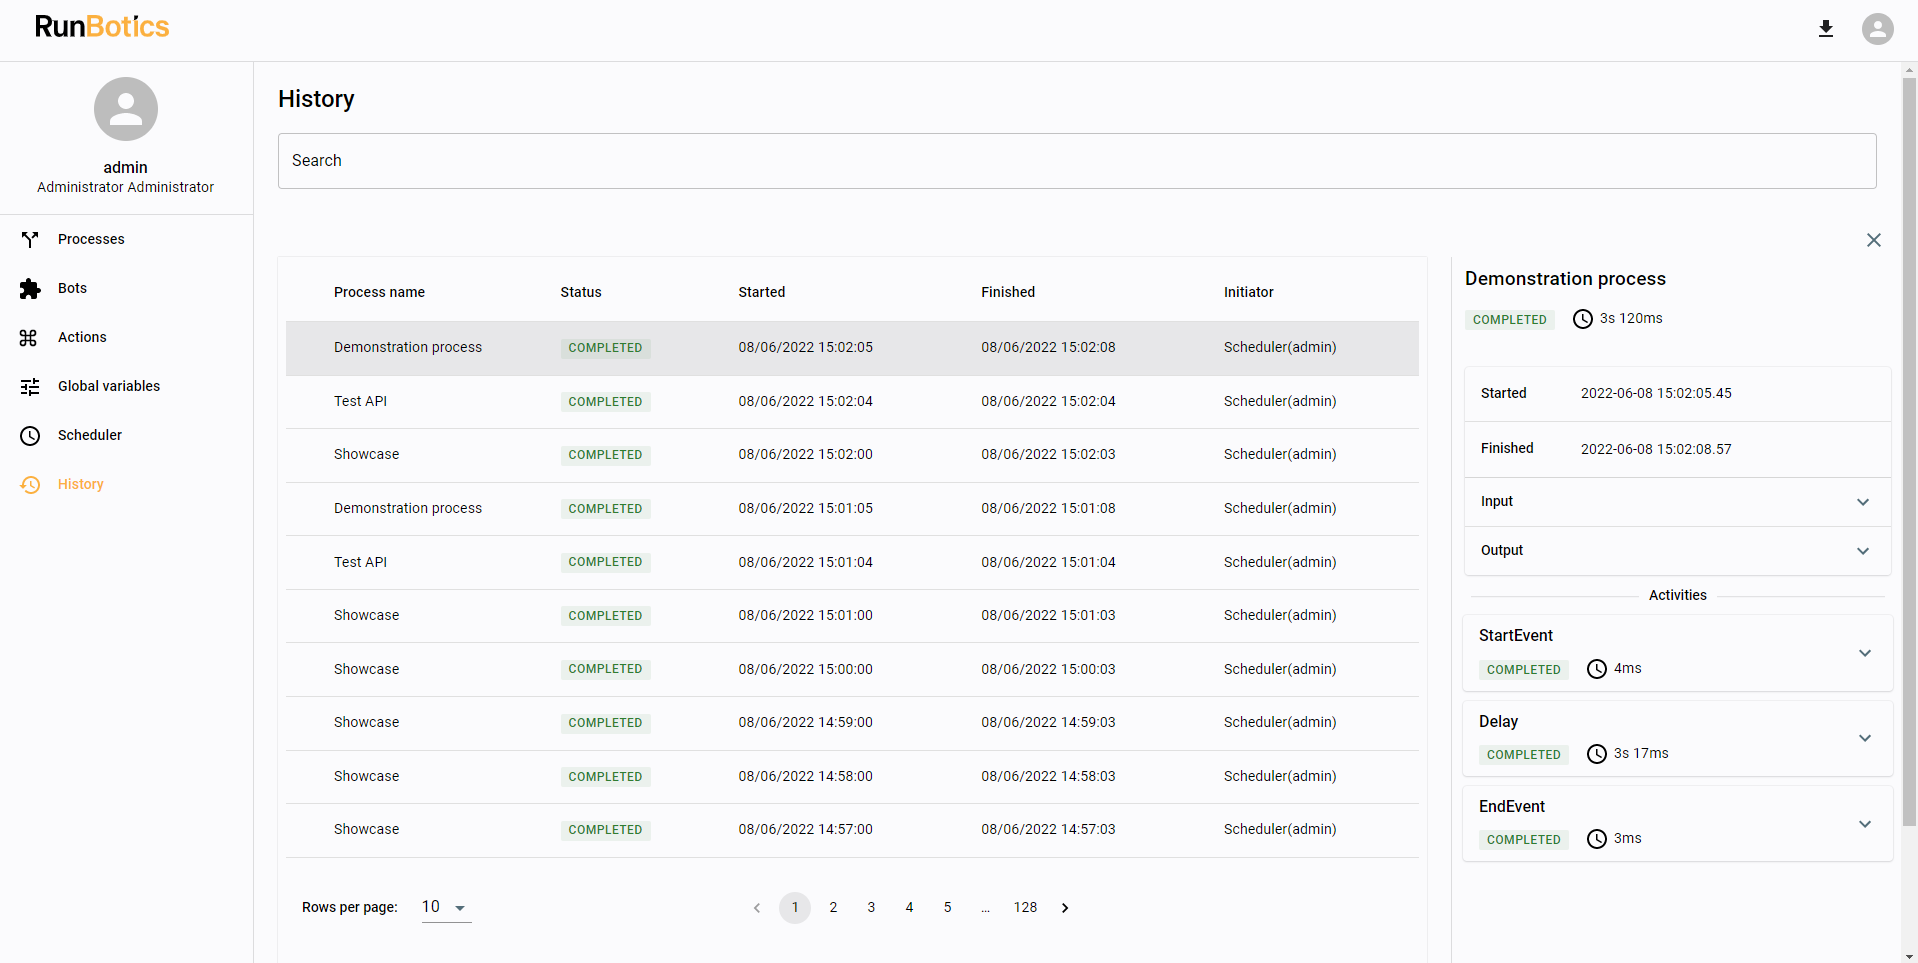 RunBotics
admin
Administrator Administrator
Processes
Bots
Actions
Global variables
Scheduler
History
History
Search
Process name Status Started Finished Initiator
Demonstration process COMPLETED 08/06/2022 15:02:05 08/06/2022 15:02:08 Scheduler(admin)
Test API COMPLETED 08/06/2022 15:02:04 08/06/2022 15:02:04 Scheduler(admin)
Showcase COMPLETED 08/06/2022 15:02:00 08/06/2022 15:02:03 Scheduler(admin)
Demonstration process COMPLETED 08/06/2022 15:01:05 08/06/2022 15:01:08 Scheduler(admin)
Test API COMPLETED 08/06/2022 15:01:04 08/06/2022 15:01:04 Scheduler(admin)
Showcase COMPLETED 08/06/2022 15:01:00 08/06/2022 15:01:03 Scheduler(admin)
Showcase COMPLETED 08/06/2022 15:00:00 08/06/2022 15:00:03 Scheduler(admin)
Showcase COMPLETED 08/06/2022 14:59:00 08/06/2022 14:59:03 Scheduler(admin)
Showcase COMPLETED 08/06/2022 14:58:00 08/06/2022 14:58:03 Scheduler(admin)
Showcase COMPLETED 08/06/2022 14:57:00 08/06/2022 14:57:03 Scheduler(admin)
Rows per page: 10 1 2 3 4 5 ... 128
Demonstration process
COMPLETED 3s 120ms
Started 2022-06-08 15:02:05.45
Finished 2022-06-08 15:02:08.57
Input
Output
Activities
StartEvent
COMPLETED 4ms
Delay
COMPLETED 3s 17ms
EndEvent
COMPLETED 3ms